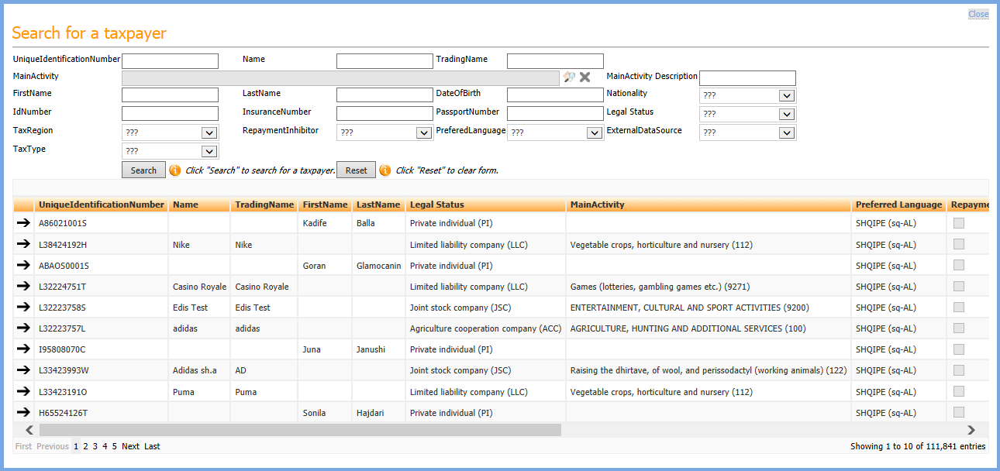 Close
Search for a taxpayer
UniqueIdentificationNumber Name TradingName
MainActivity MainActivity Description
FirstName LastName DateOfBirth Nationality ???
IdNumber InsuranceNumber PassportNumber Legal Status ???
TaxRegion ??? RepaymentInhibitor ??? PreferedLanguage ??? ExternalDataSource ???
TaxType ???
Search Click "Search" to search for a taxpayer. Reset Click "Reset" to clear form.
UniqueIdentificationNumber Name TradingName FirstName LastName Legal Status MainActivity Preferred Language Repayme
A86021001S Kadife Balla Private individual (PI) SHQIPE (sq-AL)
L38424192H Nike Nike Limited liability company (LLC) Vegetable crops, horticulture and nursery (112) SHQIPE (sq-AL)
ABAOS0001S Goran Glamocanin Private individual (PI) SHQIPE (sq-AL)
L32224751T Casino Royale Casino Royale Limited liability company (LLC) Games (lotteries, gambling games etc.) (9271) SHQIPE (sq-AL)
L32223758S Edis Test Edis Test Joint stock company (JSC) ENTERTAINMENT, CULTURAL AND SPORT ACTIVITIES (9200) SHQIPE (sq-AL)
L32223757L adidas adidas Agriculture cooperation company (ACC) AGRICULTURE, HUNTING AND ADDITIONAL SERVICES (100) SHQIPE (sq-AL)
I95808070C Juna Janushi Private individual (PI) SHQIPE (sq-AL)
L33423993W Adidas sh.a AD Joint stock company (JSC) Raising the dhirtave, of wool, and perissodactyl (working animals) (122) SHQIPE (sq-AL)
L33423191O Puma Puma Limited liability company (LLC) Vegetable crops, horticulture and nursery (112) SHQIPE (sq-AL)
H65524126T Sonila Hajdari Private individual (PI) SHQIPE (sq-AL)
First Previous 1 2 3 4 5 Next Last Showing 1 to 10 of 111,841 entries